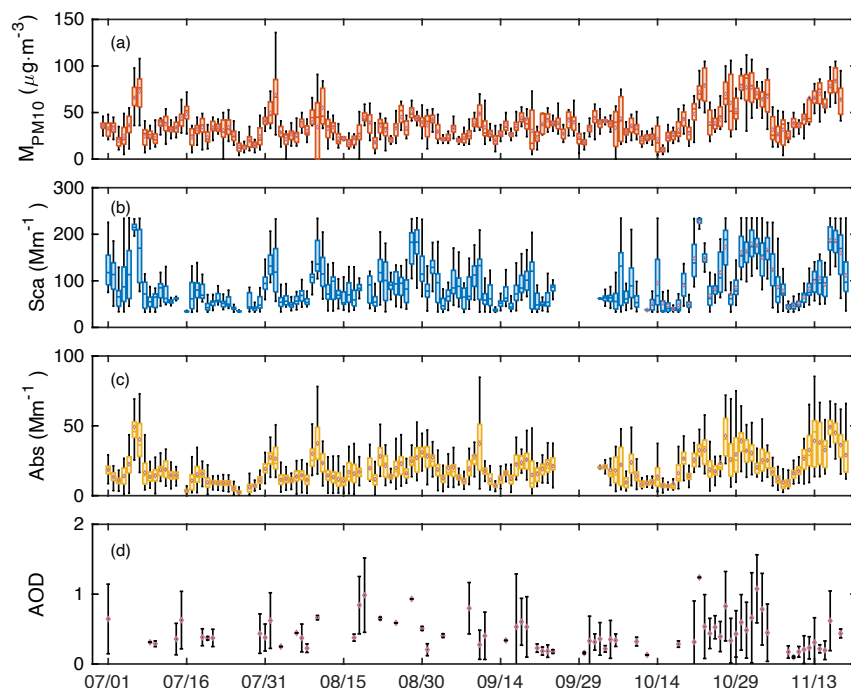 150
(a)
100
50
0
M_PM10 (μg·m⁻³)
300
(b)
200
100
0
Sca (Mm⁻¹)
100
(c)
50
0
Abs (Mm⁻¹)
2
(d)
1
0
AOD
07/01 07/16 07/31 08/15 08/30 09/14 09/29 10/14 10/29 11/13